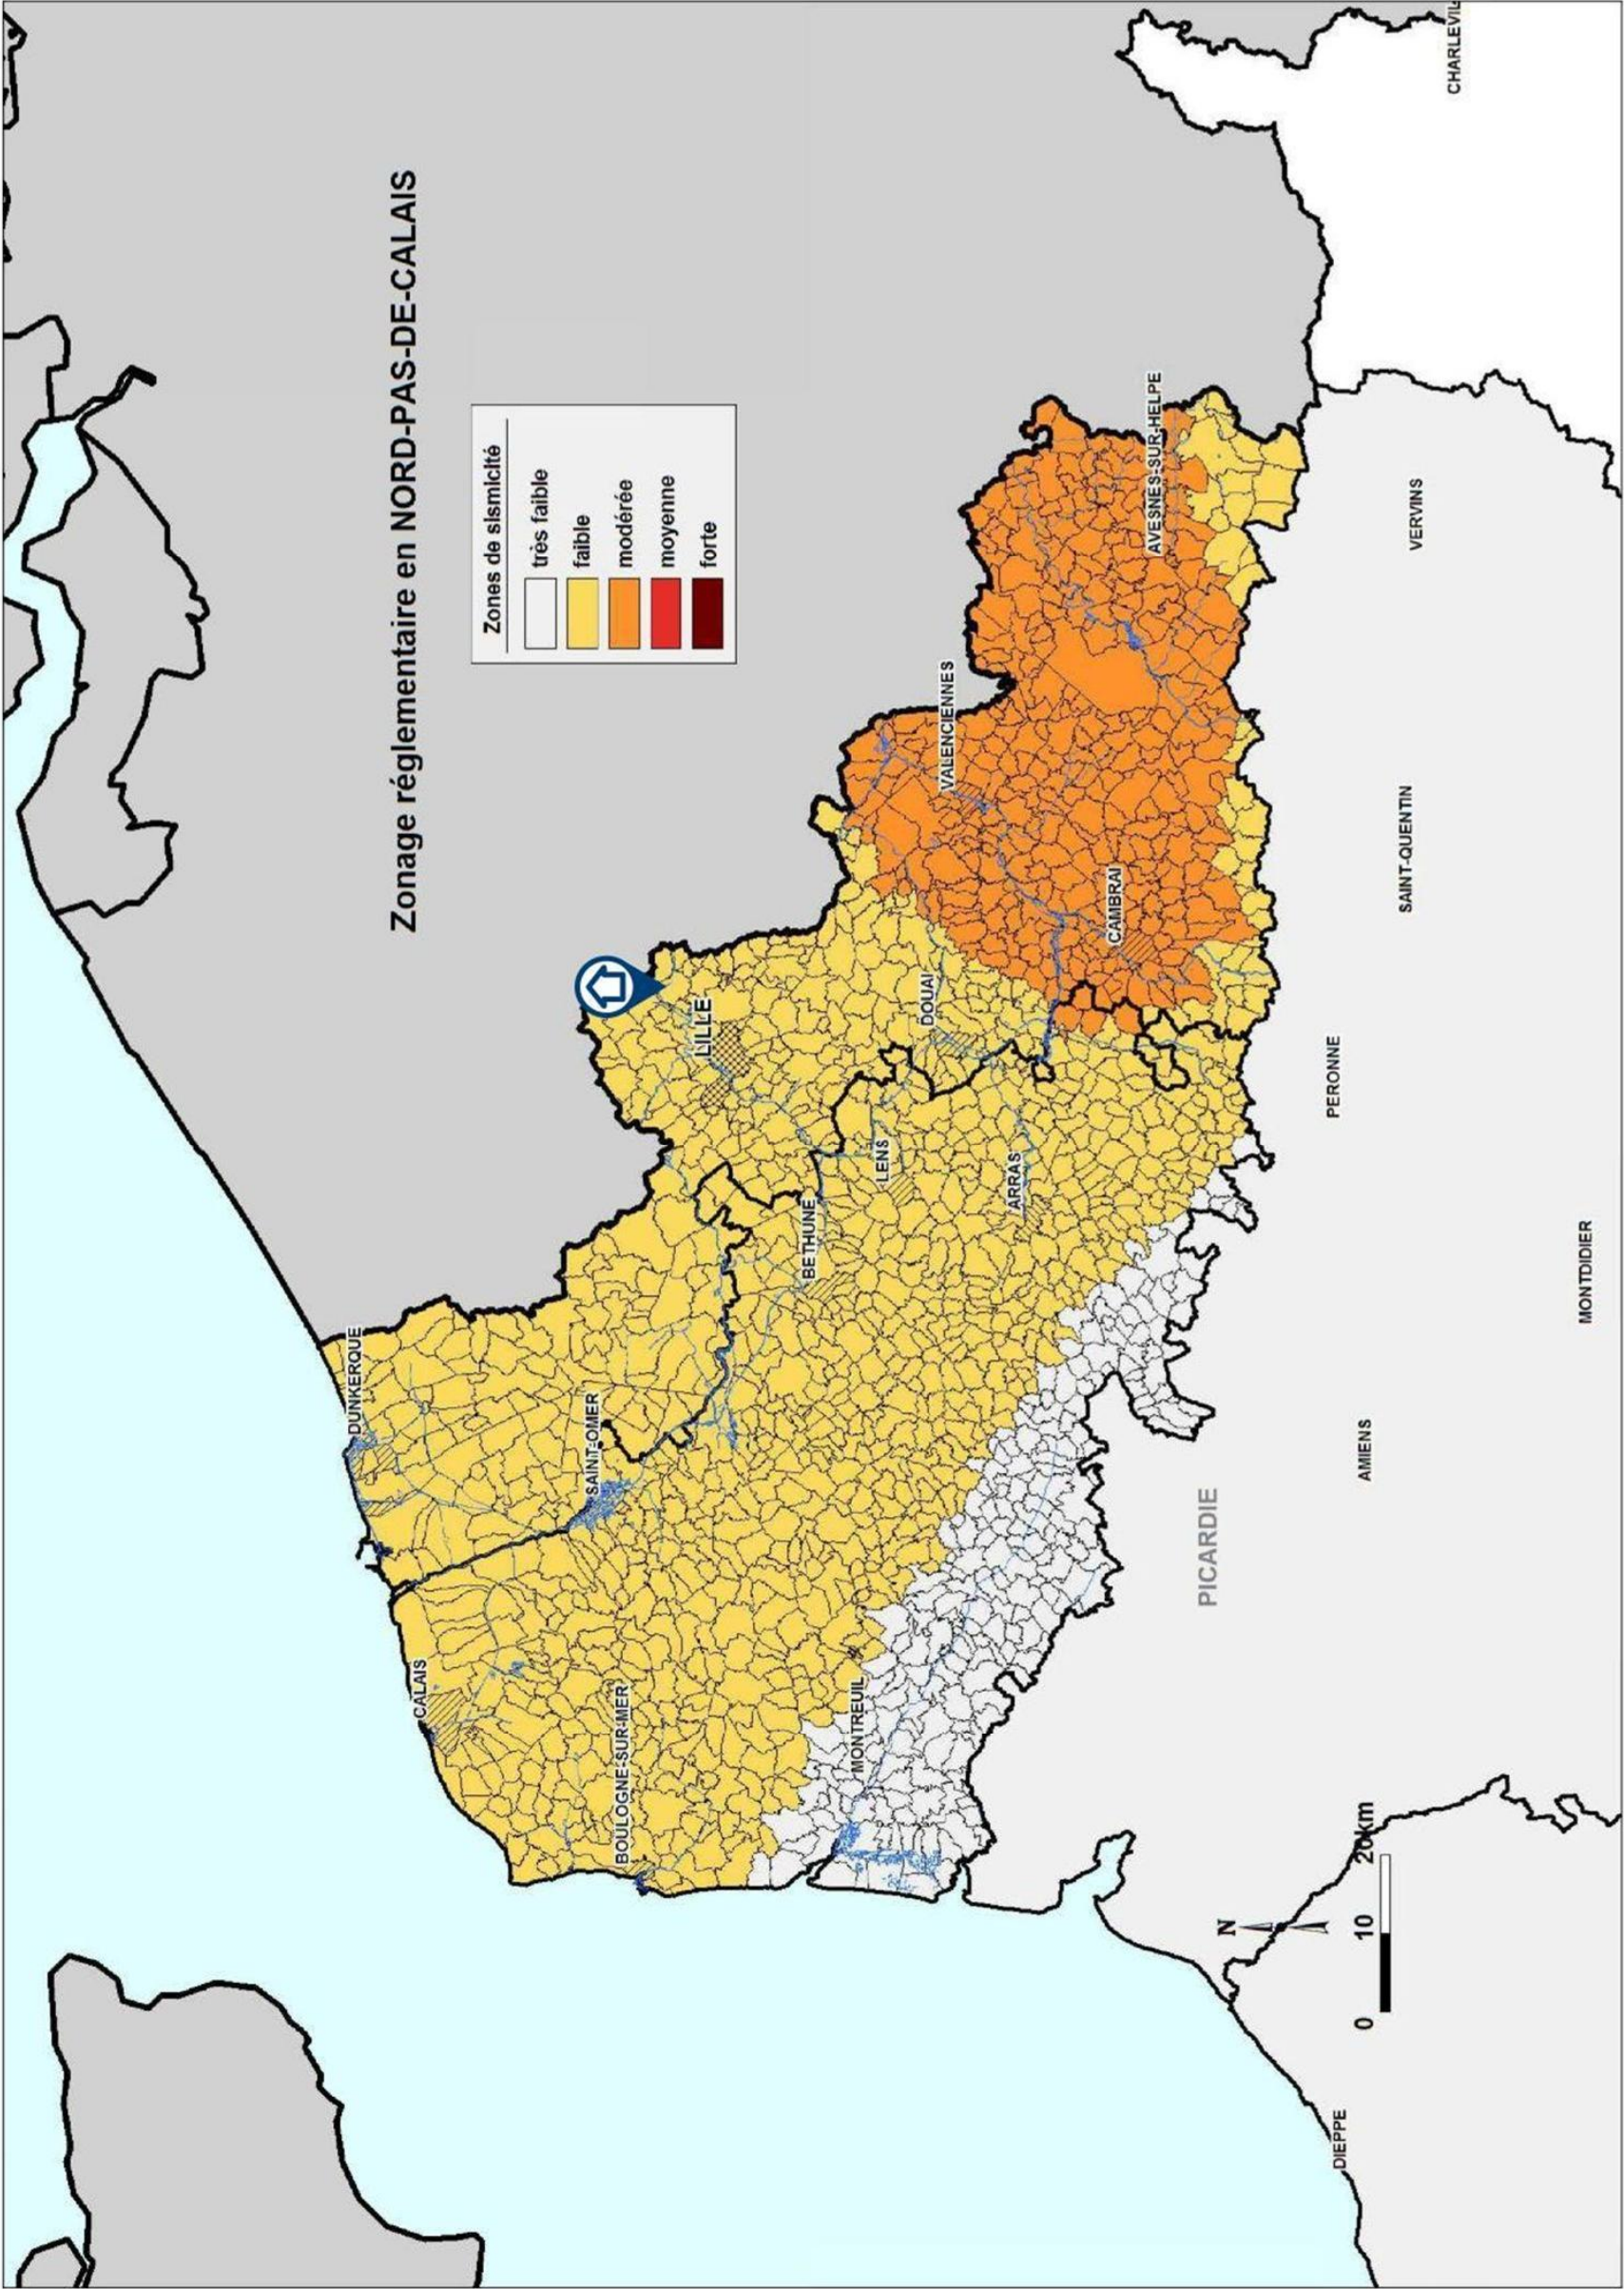 Zonage réglementaire en NORD-PAS-DE-CALAIS
Zones de sismicité
très faible
faible
modérée
moyenne
forte
DUNKERQUE
CALAIS
SAINT-OMER
BOULOGNE-SUR-MER
LILLE
BETHUNE
MONTREUIL
LENS
DOUAI
VALENCIENNES
ARRAS
CAMBRAI
AVESNES-SUR-HELPE
PICARDIE
N
0 10 20km
DIEPPE
AMIENS
PERONNE
SAINT-QUENTIN
VERVINS
MONTDIDIER